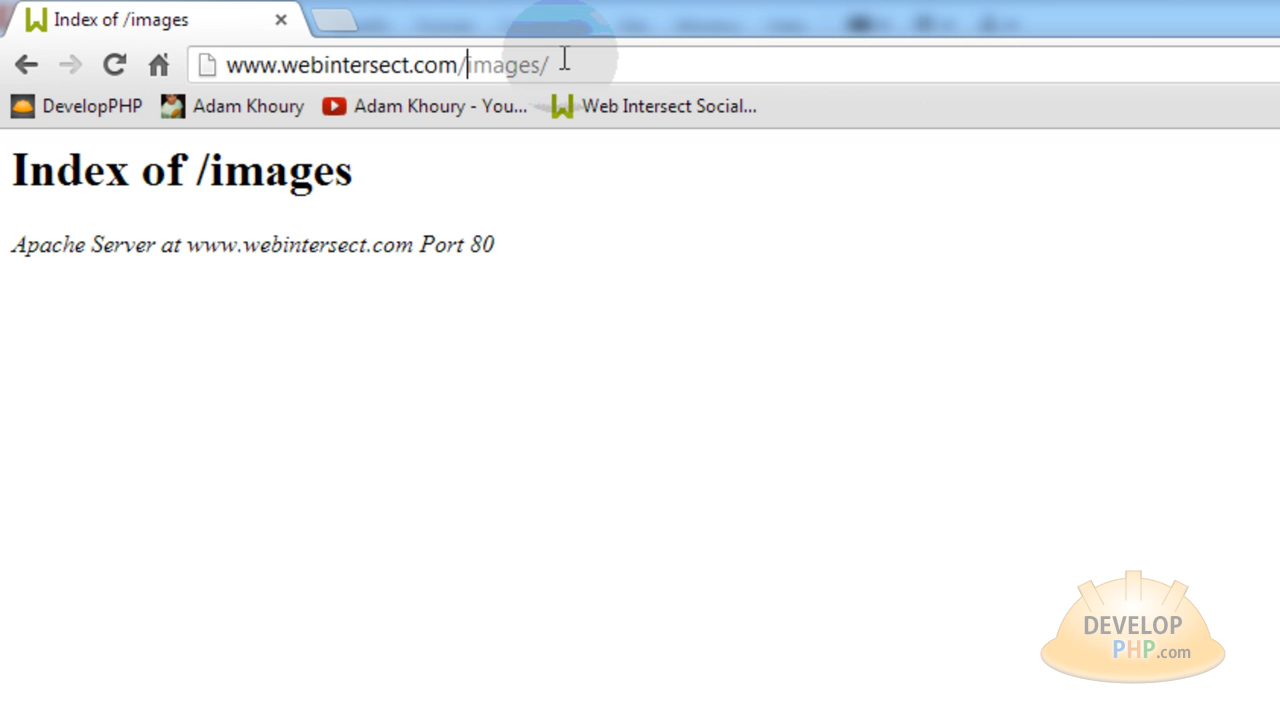 Index of /images
www.webintersect.com/images/
DevelopPHP Adam Khoury Adam Khoury - You... Web Intersect Social...
Index of /images
Apache Server at www.webintersect.com Port 80
DEVELOP
PHP.com